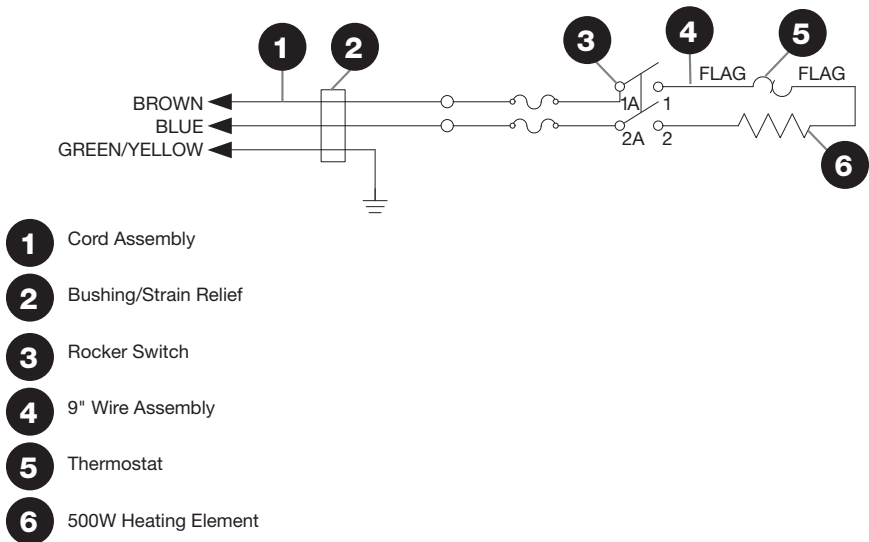 1 2 3 4 5
FLAG FLAG
BROWN 1A 1
BLUE 2A 2
GREEN/YELLOW
6
1 Cord Assembly
2 Bushing/Strain Relief
3 Rocker Switch
4 9" Wire Assembly
5 Thermostat
6 500W Heating Element